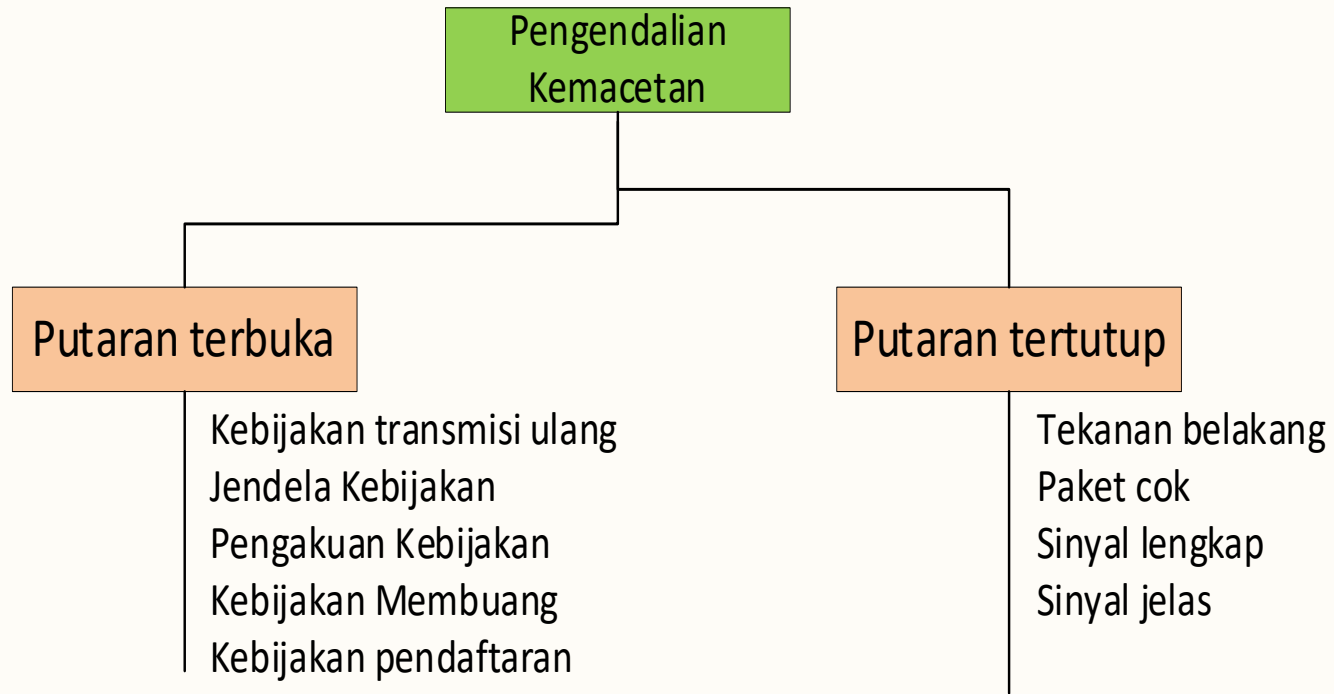 Pengendalian
Kemacetan
Putaran terbuka
Kebijakan transmisi ulang
Jendela Kebijakan
Pengakuan Kebijakan
Kebijakan Membuang
Kebijakan pendaftaran
Putaran tertutup
Tekanan belakang
Paket cok
Sinyal lengkap
Sinyal jelas